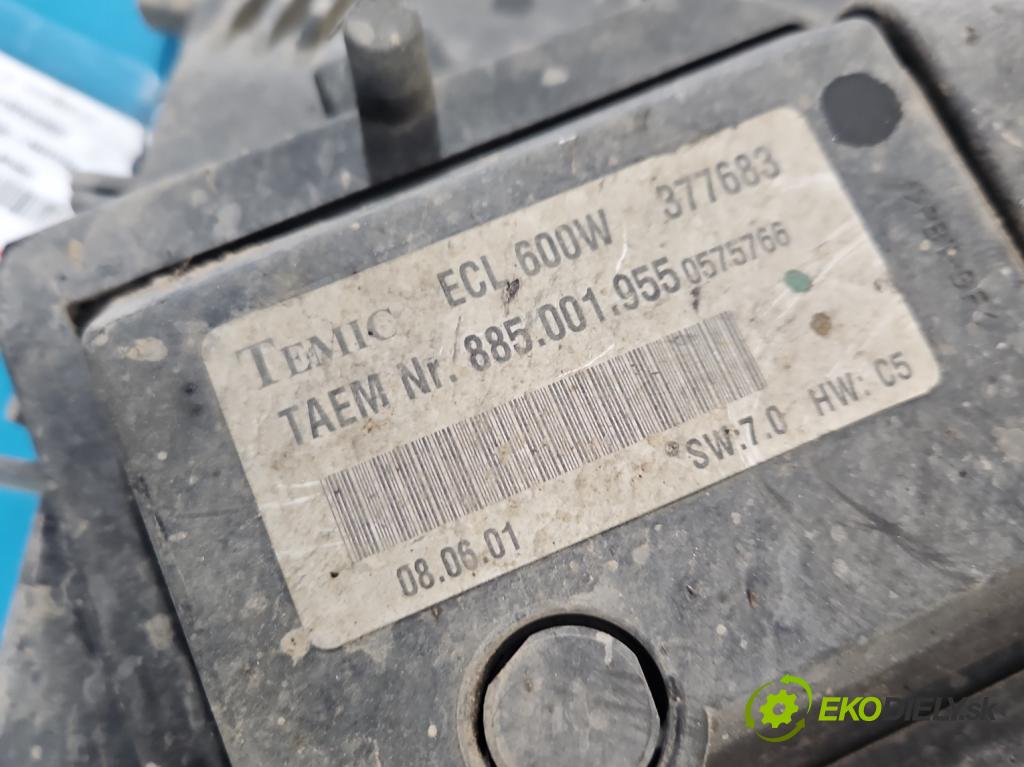 ECL 600W 377683
TEMIC
TAEM Nr. 885.001.955 0575766
SW:7.0 HW: C5
08.06.01
EKODIELY.sk